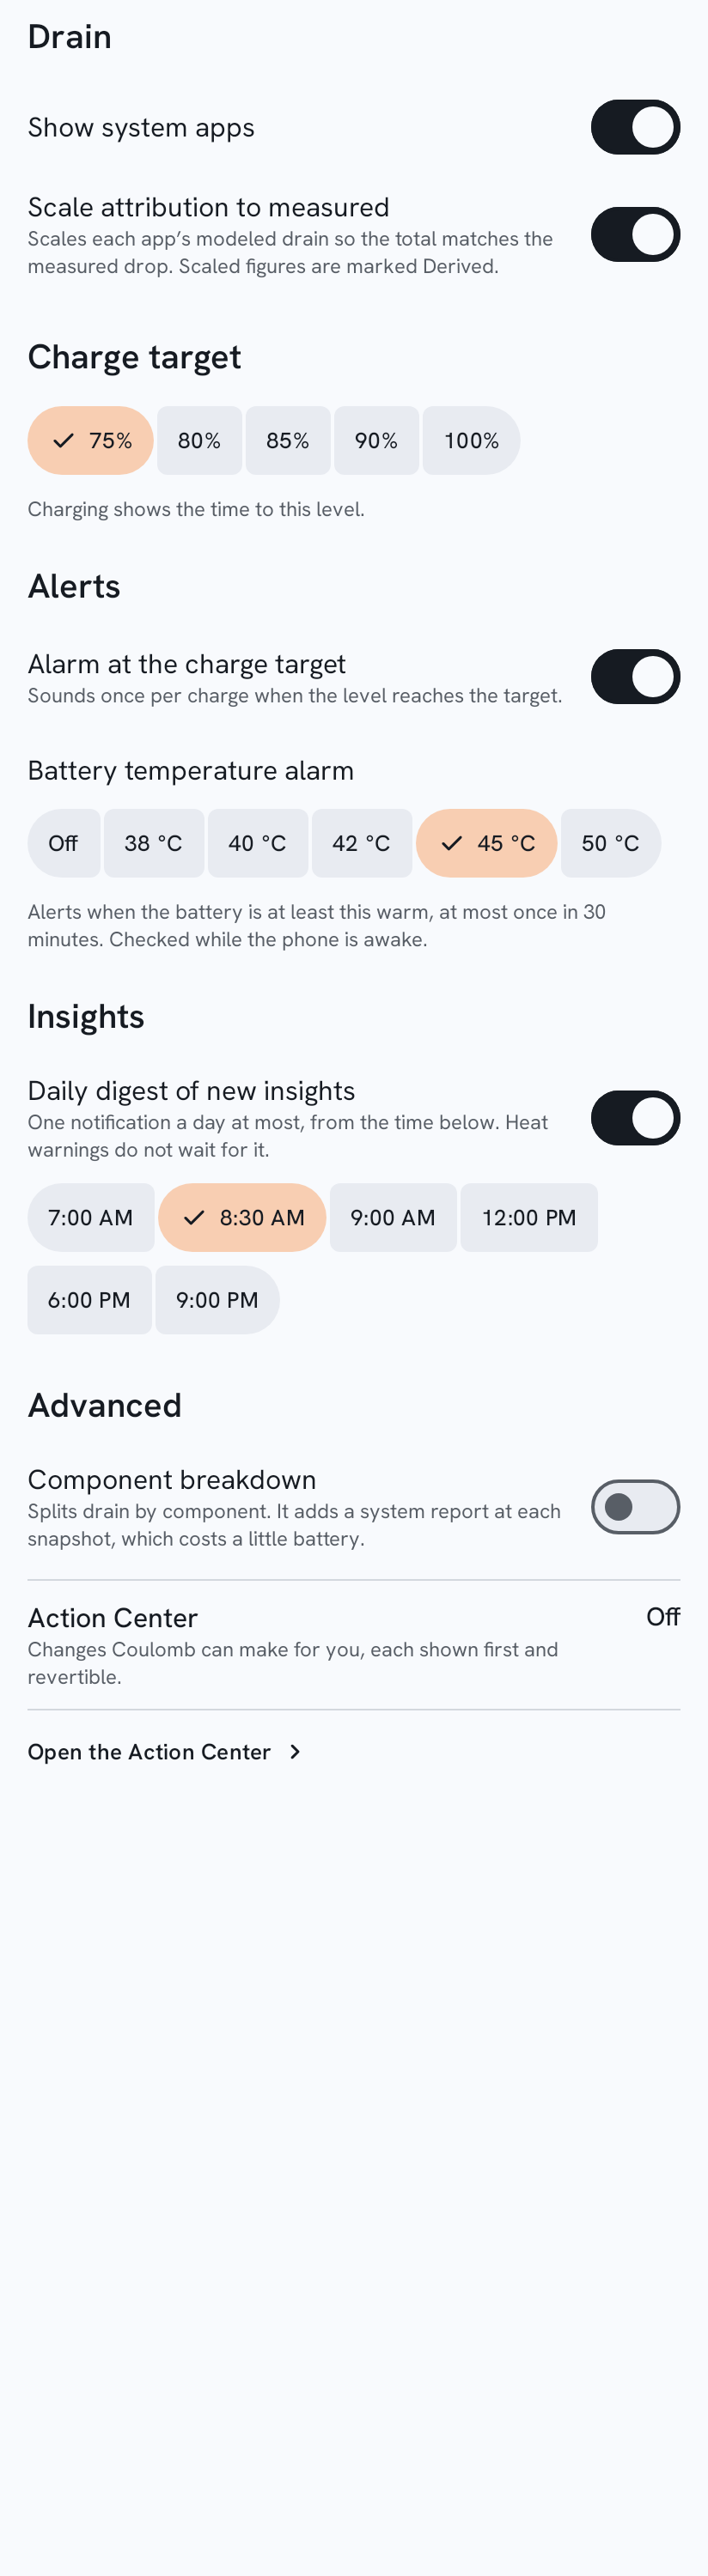 Drain
Show system apps
Scale attribution to measured
Scales each app’s modeled drain so the total matches the
measured drop. Scaled figures are marked Derived.
Charge target
75% 80% 85% 90% 100%
Charging shows the time to this level.
Alerts
Alarm at the charge target
Sounds once per charge when the level reaches the target.
Battery temperature alarm
Off 38 °C 40 °C 42 °C 45 °C 50 °C
Alerts when the battery is at least this warm, at most once in 30
minutes. Checked while the phone is awake.
Insights
Daily digest of new insights
One notification a day at most, from the time below. Heat
warnings do not wait for it.
7:00 AM 8:30 AM 9:00 AM 12:00 PM
6:00 PM 9:00 PM
Advanced
Component breakdown
Splits drain by component. It adds a system report at each
snapshot, which costs a little battery.
Action Center Off
Changes Coulomb can make for you, each shown first and
revertible.
Open the Action Center